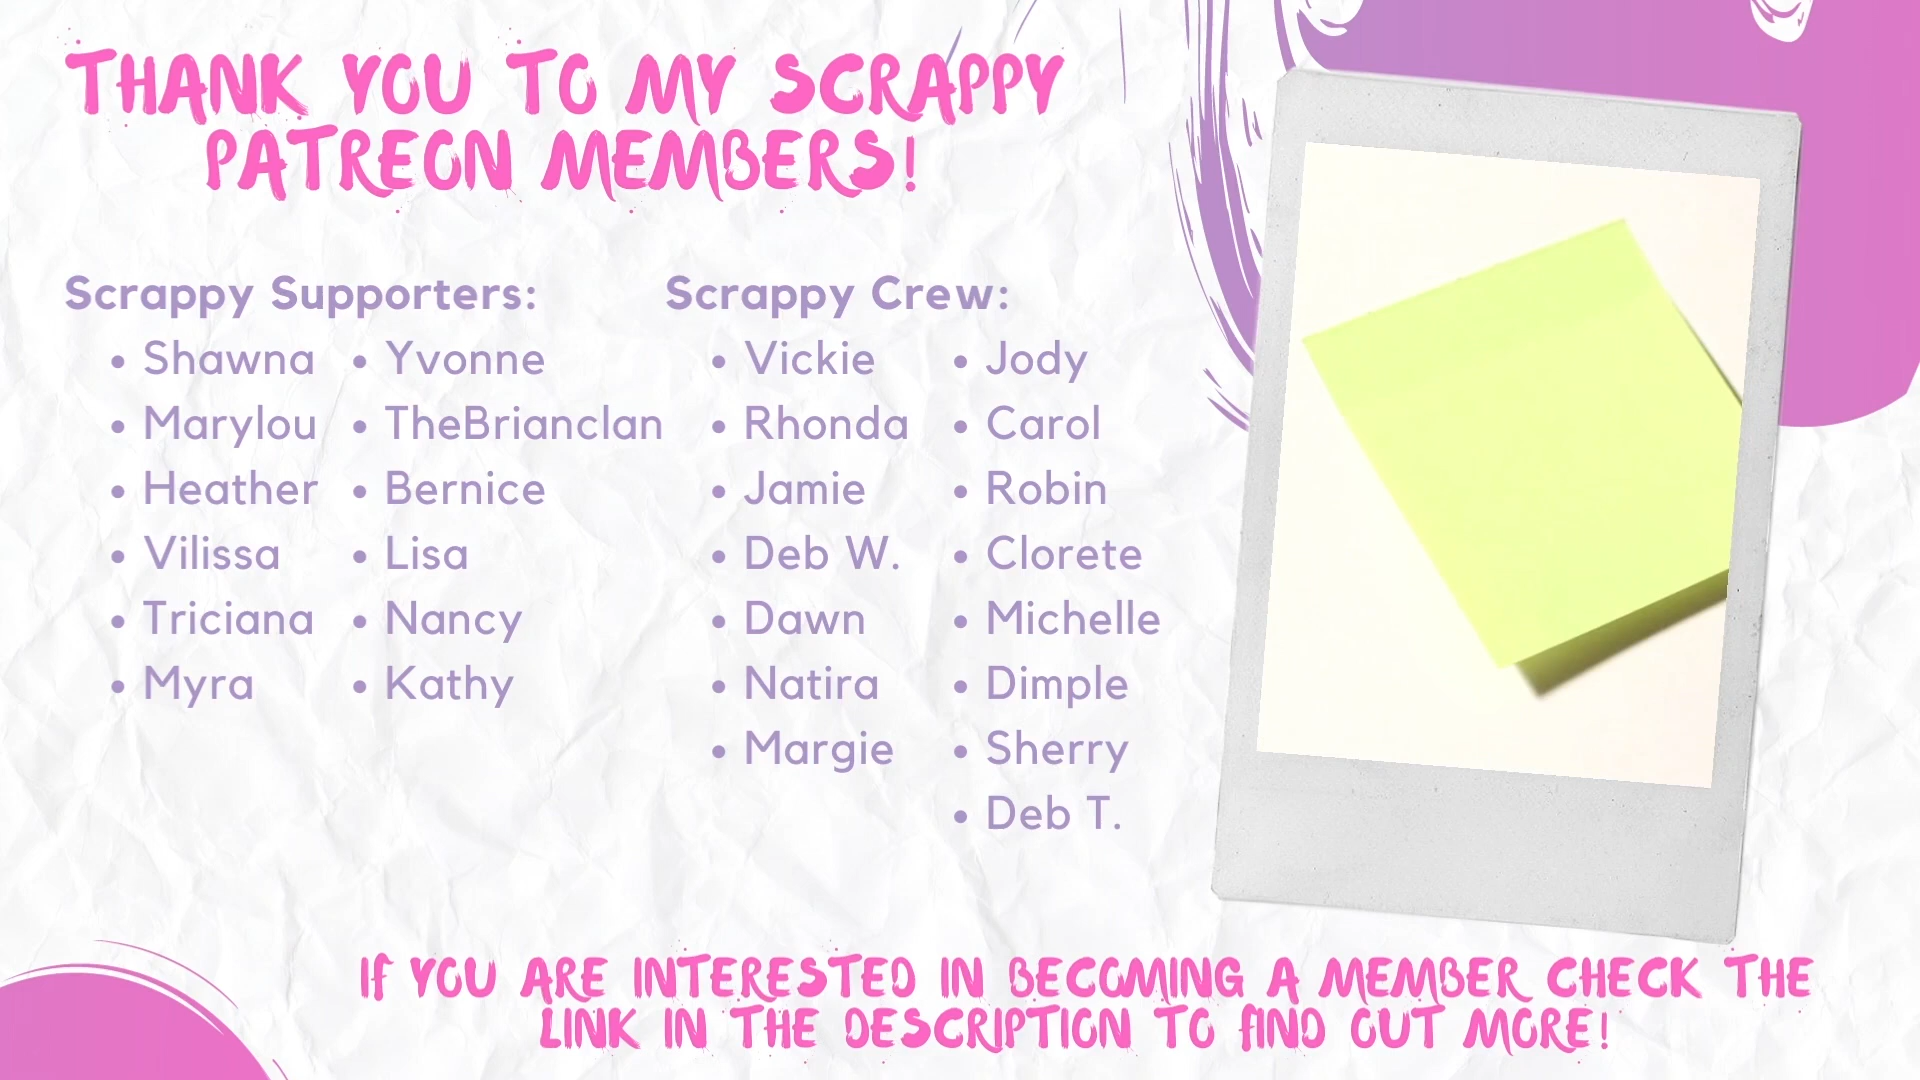 THANK YOU TO MY SCRAPPY
PATREON MEMBERS!
Scrappy Supporters:
• Shawna
• Marylou
• Heather
• Vilissa
• Triciana
• Myra
• Yvonne
• TheBrianclan
• Bernice
• Lisa
• Nancy
• Kathy
Scrappy Crew:
• Vickie
• Rhonda
• Jamie
• Deb W.
• Dawn
• Natira
• Margie
• Jody
• Carol
• Robin
• Clorete
• Michelle
• Dimple
• Sherry
• Deb T.
If YOU ARE INTERESTED IN BECOMING A MEMBER CHECK THE
LINK IN THE DESCRIPTION TO fIND OUT MORE!